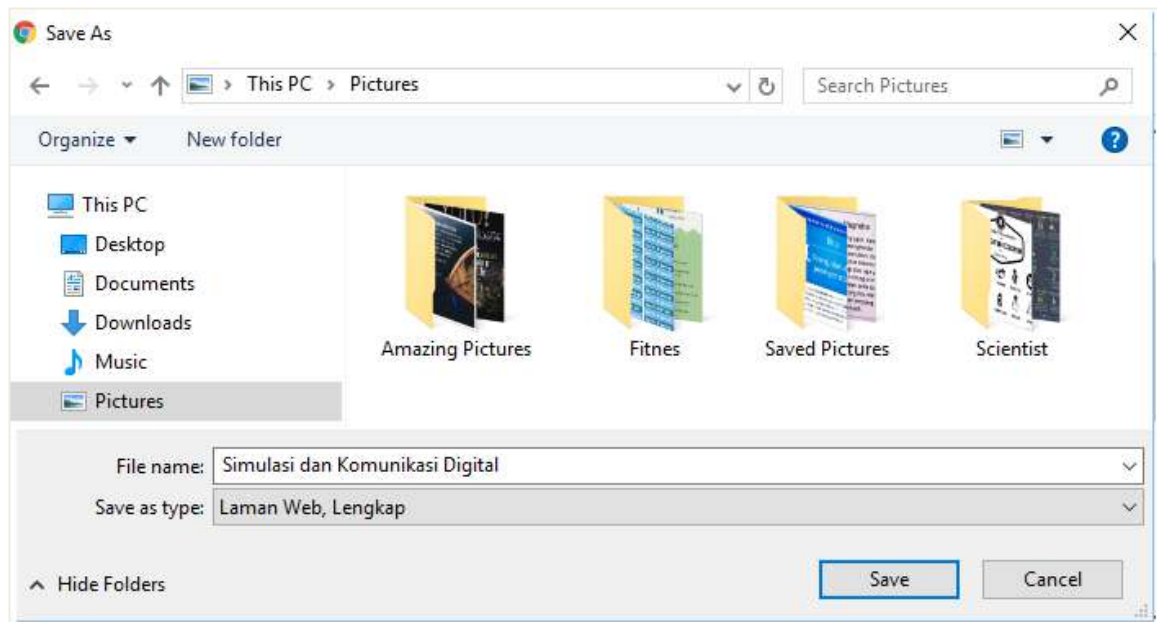 Save As
This PC > Pictures
Search Pictures
Organize
New folder
?
This PC
Desktop
Documents
Downloads
Music
Pictures
Amazing Pictures
Fitnes
Saved Pictures
Scientist
File name: Simulasi dan Komunikasi Digital
Save as type: Laman Web, Lengkap
Hide Folders
Save
Cancel